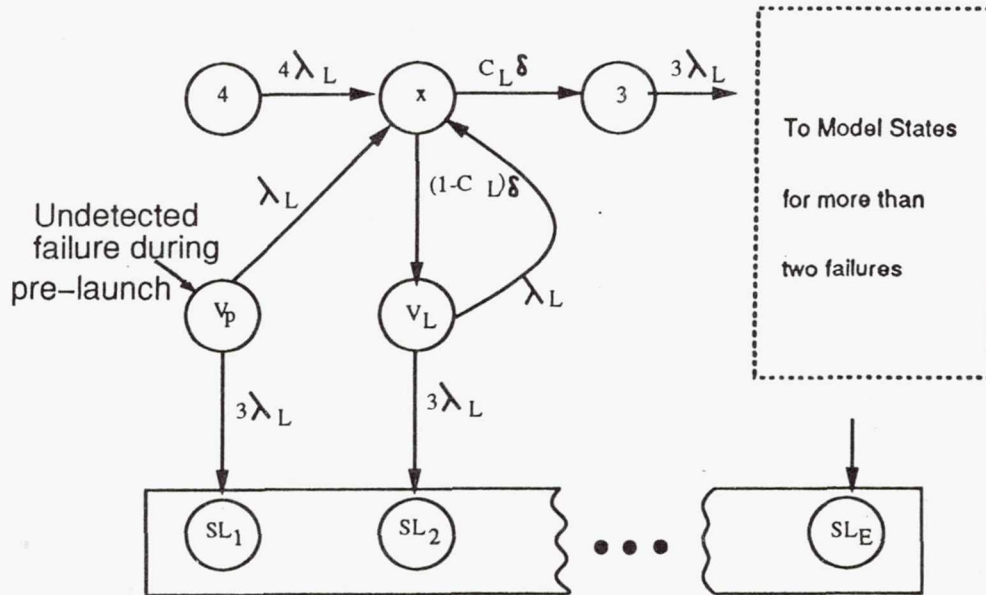 4 4λL x CLδ 3 3λL
To Model States
for more than
two failures
(1-C L)δ
λL
Undetected
failure during
pre-launch
Vp
VL
λL
3λL
3λL
SL1
SL2
SLE